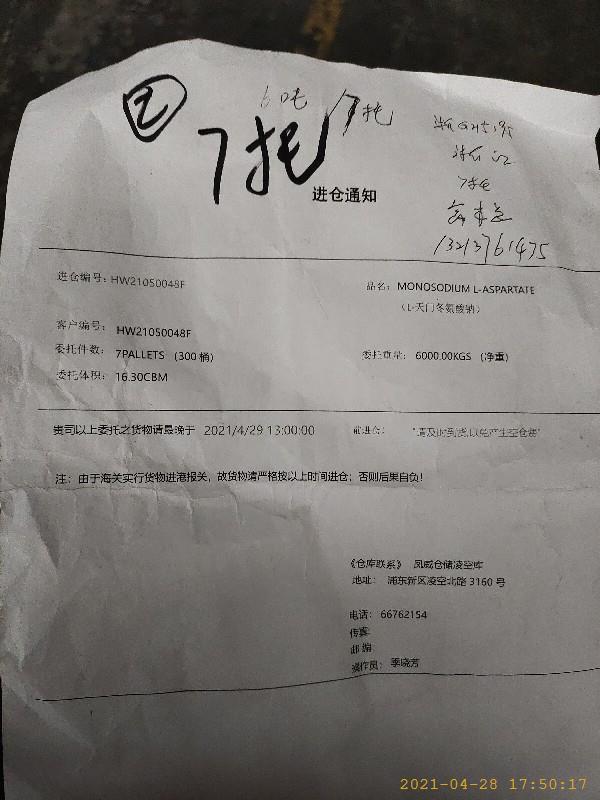 6吨 7托
7托
7托
13213761475
进仓通知
进仓编号: HW21050048F
品名: MONOSODIUM L-ASPARTATE
(L-天门冬氨酸钠)
客户编号: HW21050048F
委托件数: 7PALLETS (300 桶)
委托重量: 6000.00KGS (净重)
委托体积: 16.30CBM
贵司以上委托之货物请最晚于 2021/4/29 13:00:00 前进仓: "请及时到货,以免产生空仓费"
注: 由于海关实行货物进港报关，故货物请严格按以上时间进仓；否则后果自负！
《仓库联系》 凤威仓储凌空库
地址: 浦东新区凌空北路 3160 号
电话: 66762154
传真:
邮编:
操作员: 季晓芳
2021-04-28 17:50:17